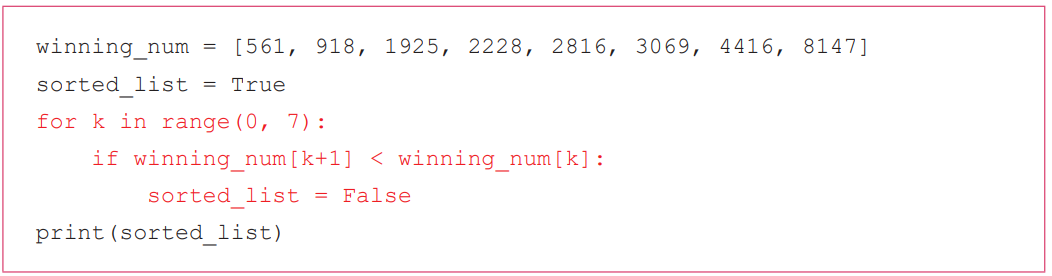 winning_num = [561, 918, 1925, 2228, 2816, 3069, 4416, 8147]
sorted_list = True
for k in range(0, 7):
    if winning_num[k+1] < winning_num[k]:
        sorted_list = False
print(sorted_list)